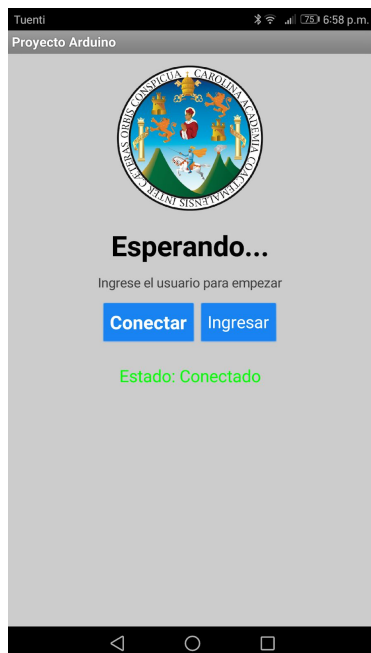 Tuenti 75 6:58 p.m.
Proyecto Arduino
CAROLINA ACADEMIA COACTEMALENSIS INTER CÆTERAS ORBIS CONSPICUA
Esperando...
Ingrese el usuario para empezar
Conectar Ingresar
Estado: Conectado